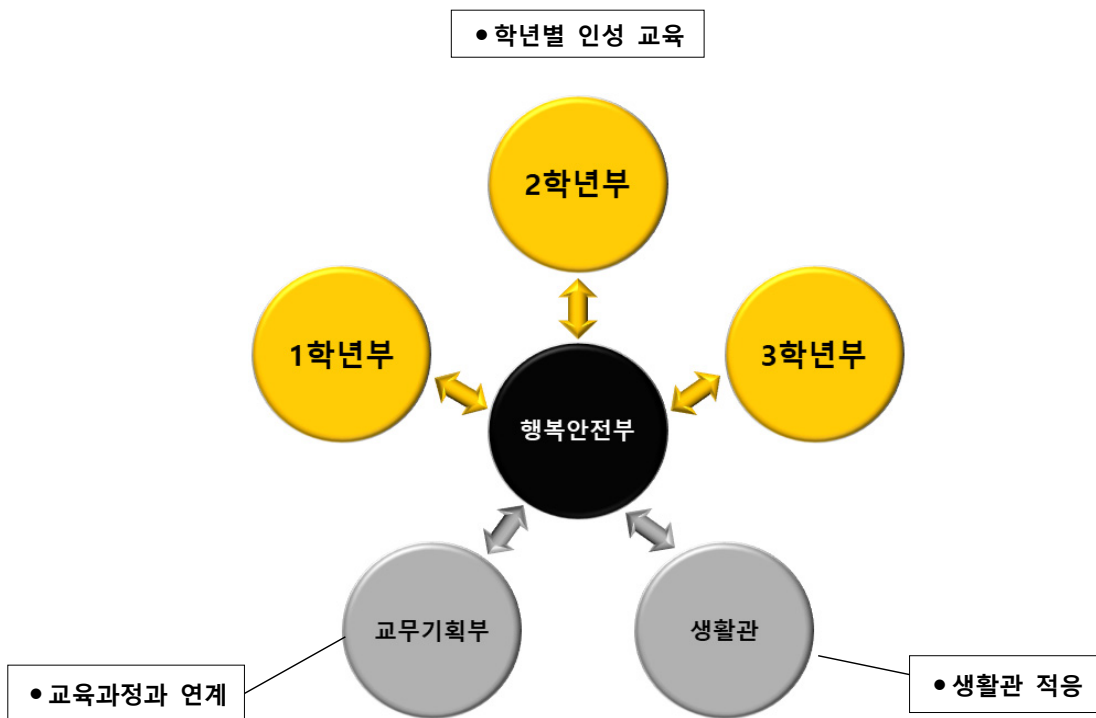 • 학년별 인성 교육
2학년부
1학년부
3학년부
행복안전부
교무기획부
생활관
• 교육과정과 연계
• 생활관 적응